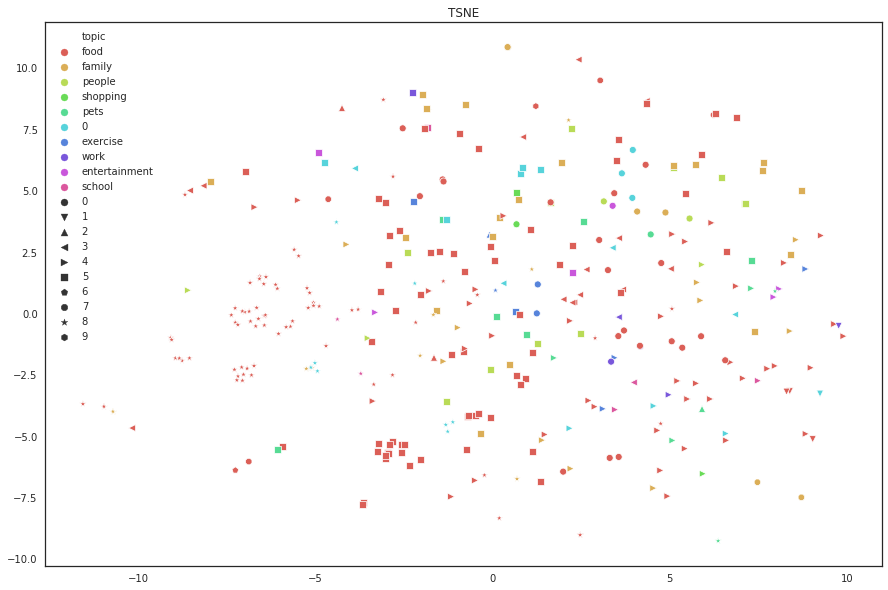 TSNE
topic
food
family
people
shopping
pets
0
exercise
work
entertainment
school
0
1
2
3
4
5
6
7
8
9
10.0
7.5
5.0
2.5
0.0
−2.5
−5.0
−7.5
−10.0
−10
−5
0
5
10